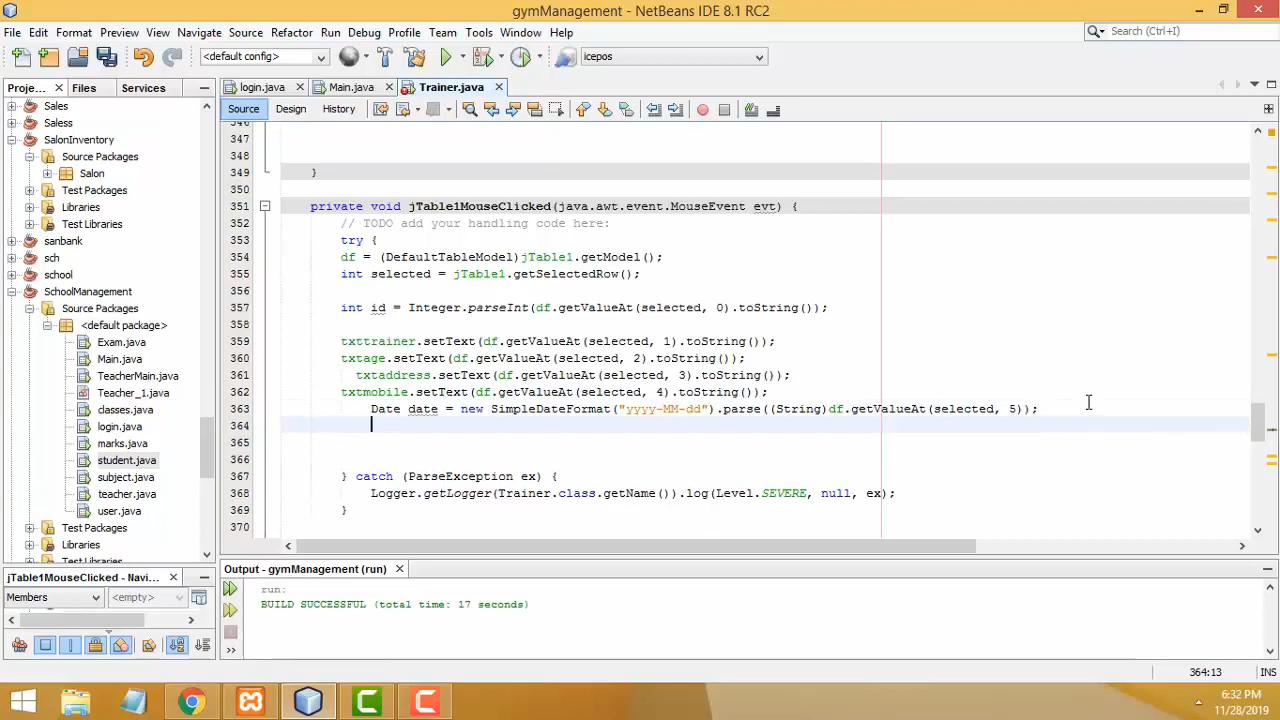 gymManagement - NetBeans IDE 8.1 RC2
File Edit Format Preview View Navigate Source Refactor Run Debug Profile Team Tools Window Help
Search (Ctrl+I)
<default config>
icepos
Proje... Files Services
login.java Main.java Trainer.java
Source Design History
Sales
Saless
SalonInventory
Source Packages
Salon
Test Packages
Libraries
Test Libraries
sanbank
sch
school
SchoolManagement
Source Packages
<default package>
Exam.java
Main.java
TeacherMain.java
Teacher_1.java
classes.java
login.java
marks.java
student.java
subject.java
teacher.java
user.java
Test Packages
Libraries
Test Libraries
346
347
348
349 }
350
351 private void jTable1MouseClicked(java.awt.event.MouseEvent evt) {
352 // TODO add your handling code here:
353 try {
354 df = (DefaultTableModel)jTable1.getModel();
355 int selected = jTable1.getSelectedRow();
356
357 int id = Integer.parseInt(df.getValueAt(selected, 0).toString());
358
359 txttrainer.setText(df.getValueAt(selected, 1).toString());
360 txtage.setText(df.getValueAt(selected, 2).toString());
361 txtaddress.setText(df.getValueAt(selected, 3).toString());
362 txtmobile.setText(df.getValueAt(selected, 4).toString());
363 Date date = new SimpleDateFormat("yyyy-MM-dd").parse((String)df.getValueAt(selected, 5));
364
365
366
367 } catch (ParseException ex) {
368 Logger.getLogger(Trainer.class.getName()).log(Level.SEVERE, null, ex);
369 }
370
jTable1MouseClicked - Navi...
Members <empty>
Output - gymManagement (run)
run:
BUILD SUCCESSFUL (total time: 17 seconds)
364:13 INS
6:32 PM
11/28/2019